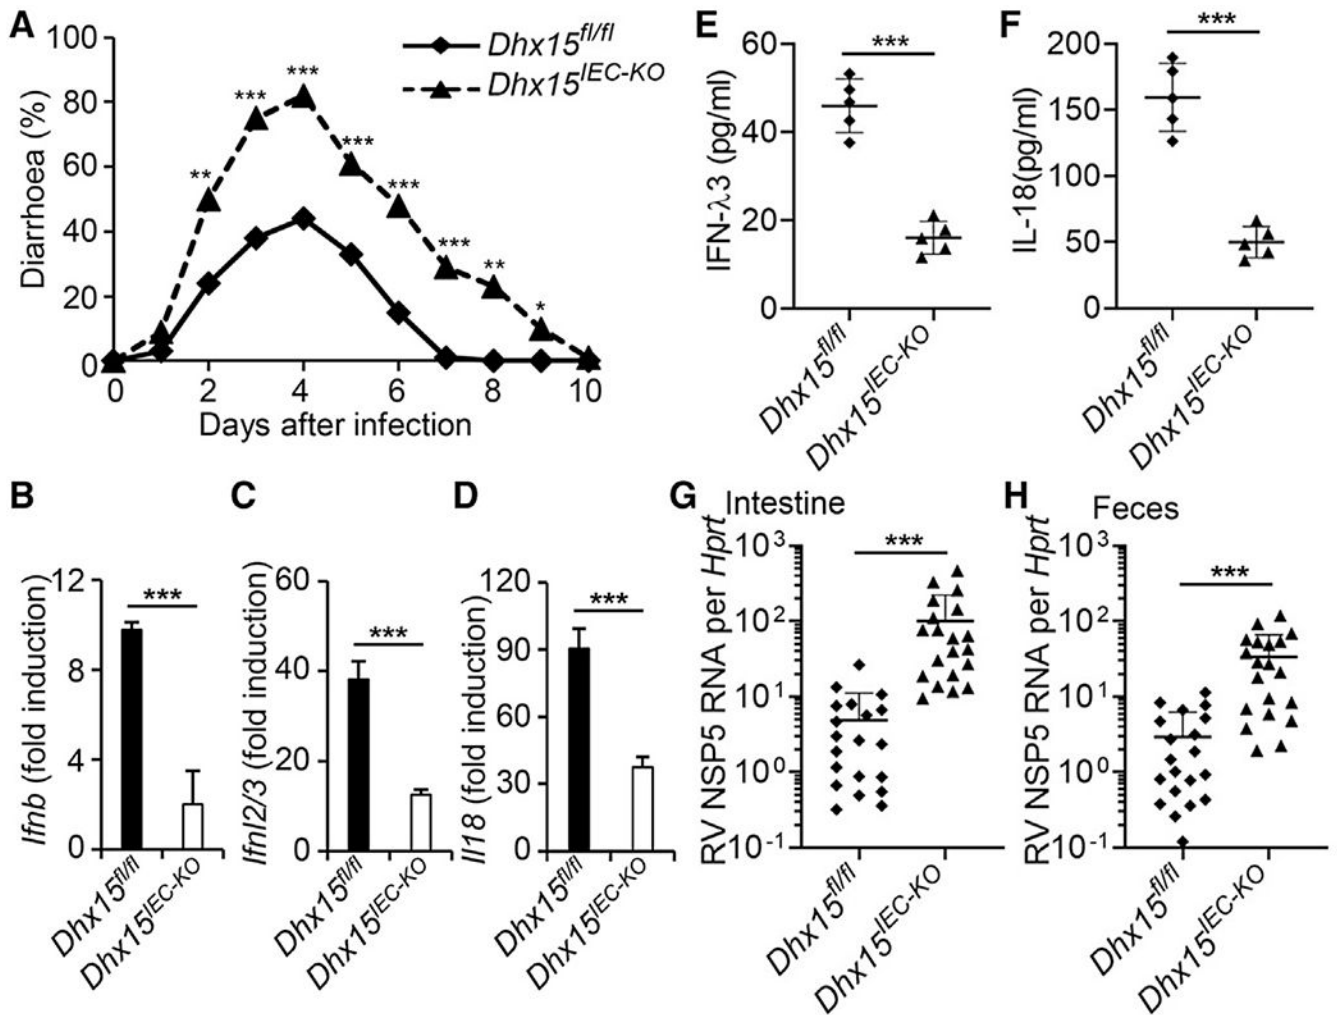 A
Diarrhoea (%)
100
80
60
40
20
0
0 2 4 6 8 10
Days after infection
Dhx15fl/fl
Dhx15IEC-KO
**
***
***
***
***
***
**
*
E
IFN-λ3 (pg/ml)
60
40
20
0
***
Dhx15fl/fl
Dhx15IEC-KO
F
IL-18(pg/ml)
200
150
100
50
0
***
Dhx15fl/fl
Dhx15IEC-KO
B
Ifnb (fold induction)
12
8
4
0
***
Dhx15fl/fl
Dhx15IEC-KO
C
Ifnl2/3 (fold induction)
60
40
20
0
***
Dhx15fl/fl
Dhx15IEC-KO
D
Il18 (fold induction)
120
90
60
30
0
***
Dhx15fl/fl
Dhx15IEC-KO
G
Intestine
RV NSP5 RNA per Hprt
10³
10²
10¹
10⁰
10⁻¹
***
Dhx15fl/fl
Dhx15IEC-KO
H
Feces
RV NSP5 RNA per Hprt
10³
10²
10¹
10⁰
10⁻¹
***
Dhx15fl/fl
Dhx15IEC-KO